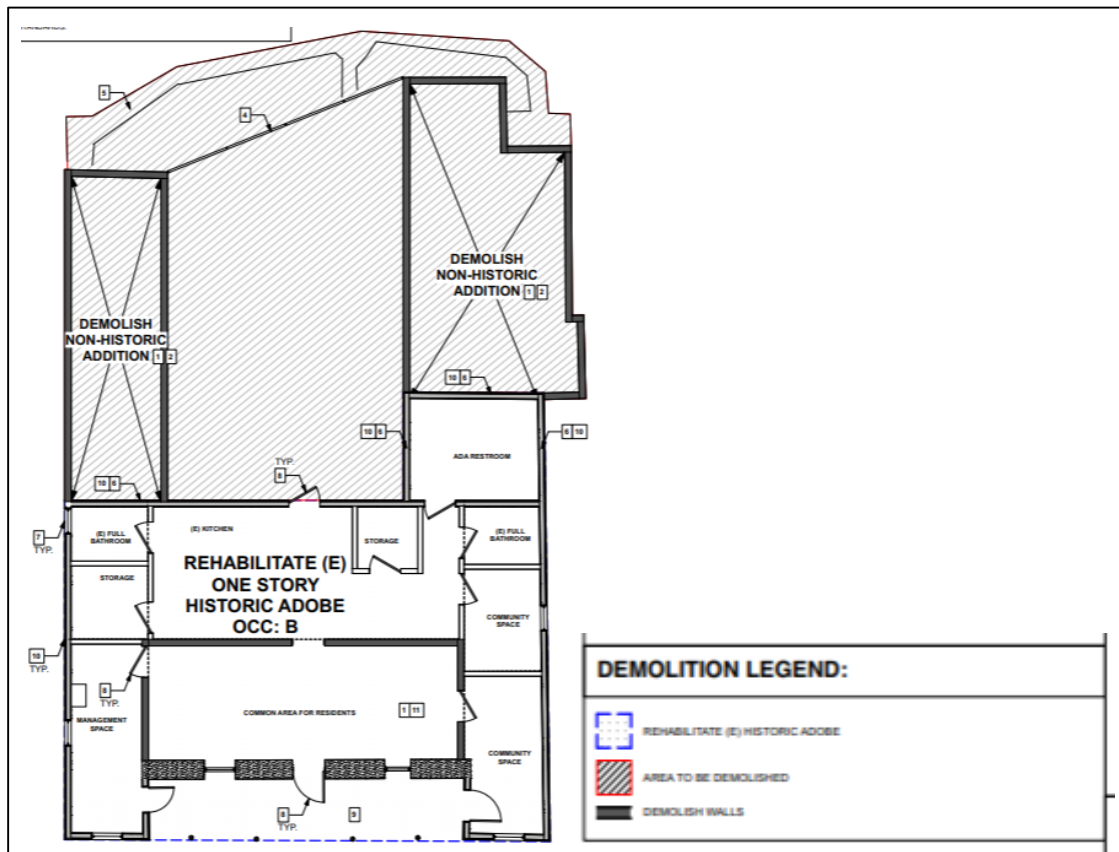 5
4
DEMOLISH
NON-HISTORIC
ADDITION 1 2
DEMOLISH
NON-HISTORIC
ADDITION 1 2
10 6
10 6
6 10
ADA RESTROOM
TYP.
8
10 6
7
TYP.
(E) FULL
BATHROOM
(E) KITCHEN
STORAGE
(E) FULL
BATHROOM
REHABILITATE (E)
ONE STORY
HISTORIC ADOBE
OCC: B
STORAGE
COMMUNITY
SPACE
10
TYP.
8
TYP.
MANAGEMENT
SPACE
COMMON AREA FOR RESIDENTS
1 11
COMMUNITY
SPACE
8
TYP.
9
DEMOLITION LEGEND:
REHABILITATE (E) HISTORIC ADOBE
AREA TO BE DEMOLISHED
DEMOLISH WALLS